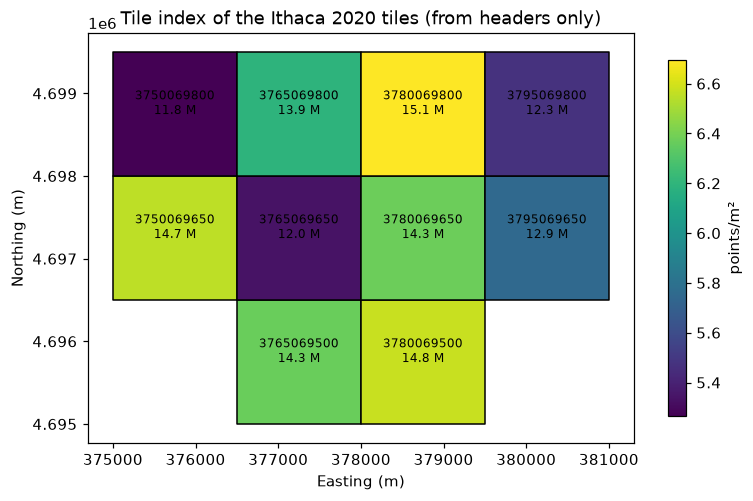 Tile index of the Ithaca 2020 tiles (from headers only)
1e6
4.699
4.698
4.697
4.696
4.695
Northing (m)
3750069800
11.8 M
3765069800
13.9 M
3780069800
15.1 M
3795069800
12.3 M
3750069650
14.7 M
3765069650
12.0 M
3780069650
14.3 M
3795069650
12.9 M
3765069500
14.3 M
3780069500
14.8 M
375000 376000 377000 378000 379000 380000 381000
Easting (m)
6.6
6.4
6.2
6.0
5.8
5.6
5.4
points/m²